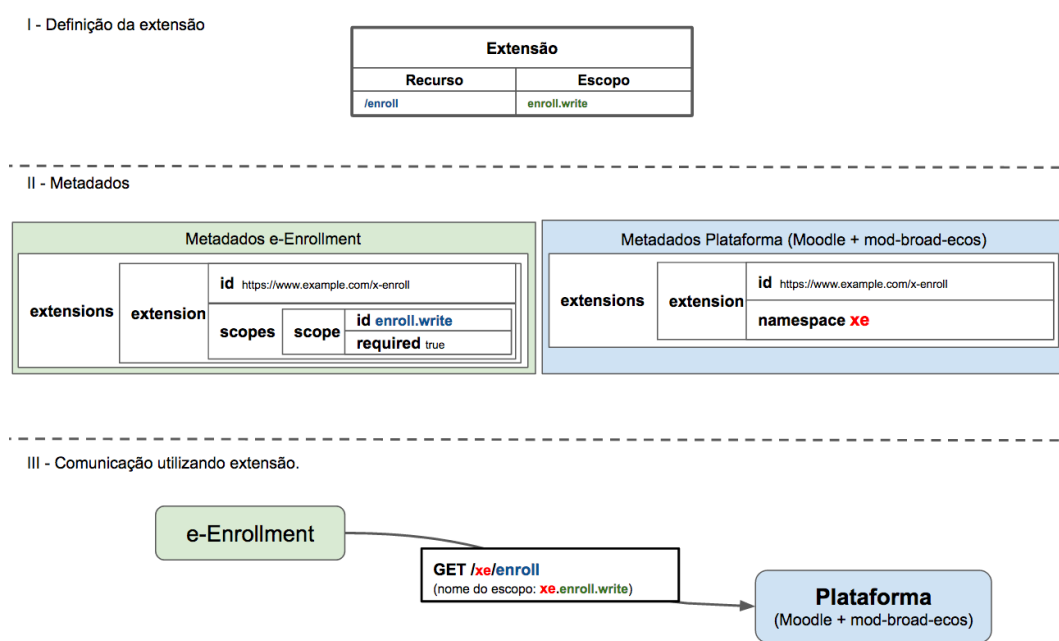 I - Definição da extensão
Extensão
Recurso Escopo
/enroll enroll.write
II - Metadados
Metadados e-Enrollment
extensions
extension
id https://www.example.com/x-enroll
scopes
scope
id enroll.write
required true
Metadados Plataforma (Moodle + mod-broad-ecos)
extensions
extension
id https://www.example.com/x-enroll
namespace xe
III - Comunicação utilizando extensão.
e-Enrollment
GET /xe/enroll
(nome do escopo: xe.enroll.write)
Plataforma
(Moodle + mod-broad-ecos)